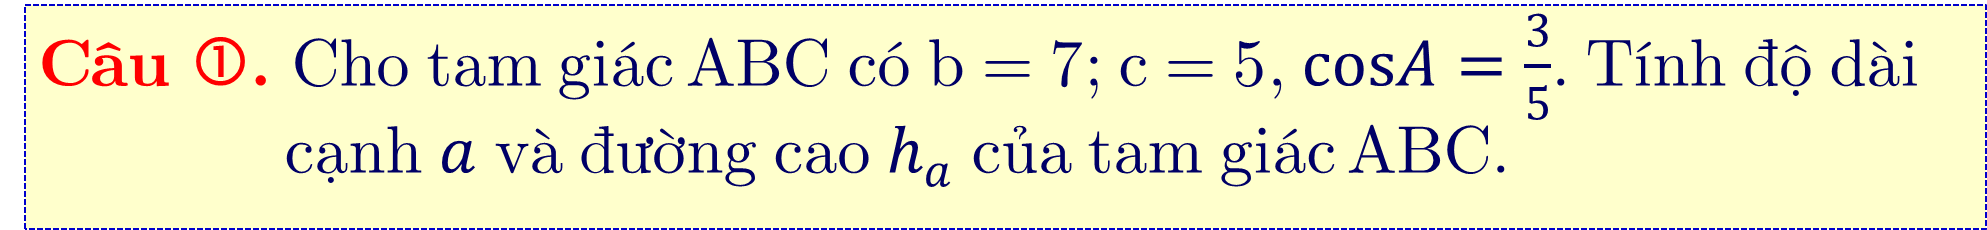 Câu ①. Cho tam giác ABC có b = 7; c = 5, cosA = 3/5. Tính độ dài
cạnh a và đường cao hₐ của tam giác ABC.